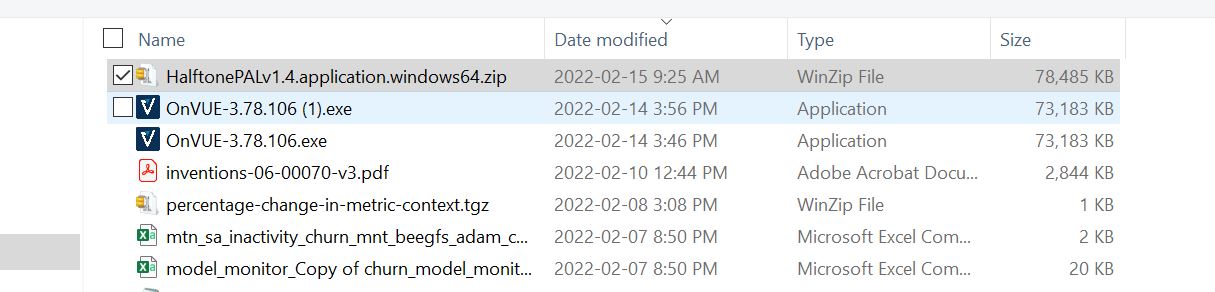 Name Date modified Type Size
HalftonePALv1.4.application.windows64.zip 2022-02-15 9:25 AM WinZip File 78,485 KB
OnVUE-3.78.106 (1).exe 2022-02-14 3:56 PM Application 73,183 KB
OnVUE-3.78.106.exe 2022-02-14 3:46 PM Application 73,183 KB
inventions-06-00070-v3.pdf 2022-02-10 12:44 PM Adobe Acrobat Docu... 2,844 KB
percentage-change-in-metric-context.tgz 2022-02-08 3:08 PM WinZip File 1 KB
mtn_sa_inactivity_churn_mnt_beegfs_adam_c... 2022-02-07 8:50 PM Microsoft Excel Com... 2 KB
model_monitor_Copy of churn_model_monit... 2022-02-07 8:50 PM Microsoft Excel Com... 20 KB